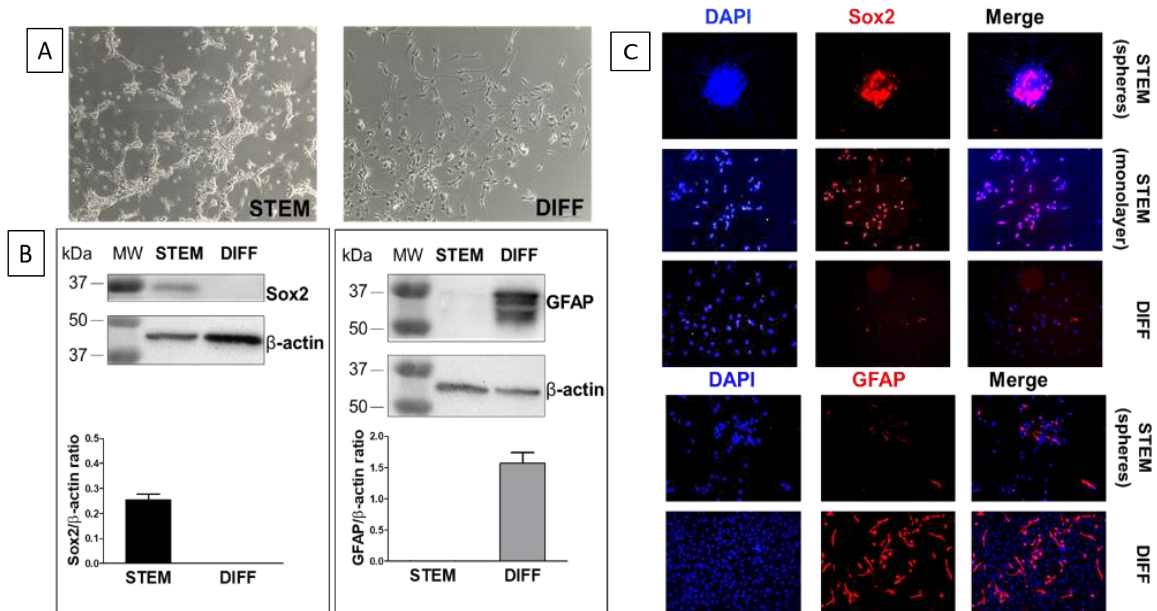 A
STEM
DIFF
B
kDa MW STEM DIFF
37
Sox2
50
β-actin
37
Sox2/β-actin ratio
0.5
0.4
0.3
0.2
0.1
0.0
STEM DIFF
kDa MW STEM DIFF
37
GFAP
50
37
β-actin
50
GFAP/β-actin ratio
2.0
1.5
1.0
0.5
0.0
STEM DIFF
C
DAPI Sox2 Merge
STEM
(spheres)
STEM
(monolayer)
DIFF
DAPI GFAP Merge
STEM
(spheres)
DIFF